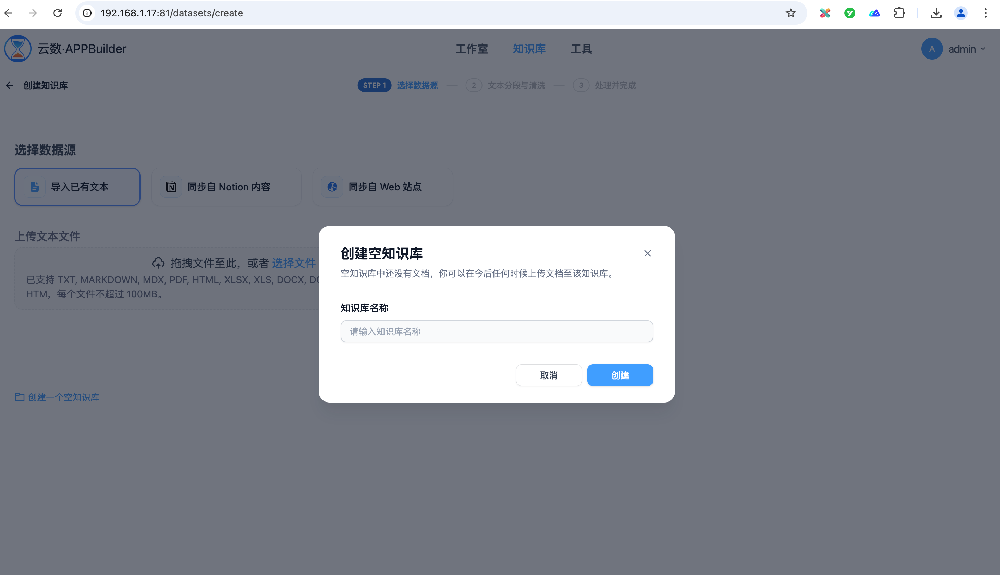 192.168.1.17:81/datasets/create
云数·APPBuilder
工作室 知识库 工具
A admin
创建知识库
STEP 1 选择数据源 2 文本分段与清洗 3 处理并完成
选择数据源
导入已有文本 同步自 Notion 内容 同步自 Web 站点
上传文本文件
拖拽文件至此，或者 选择文件
已支持 TXT, MARKDOWN, MDX, PDF, HTML, XLSX, XLS, DOCX,
HTM，每个文件不超过 100MB。
创建一个空知识库
创建空知识库
空知识库中还没有文档，你可以在今后任何时候上传文档至该知识库。
知识库名称
请输入知识库名称
取消 创建